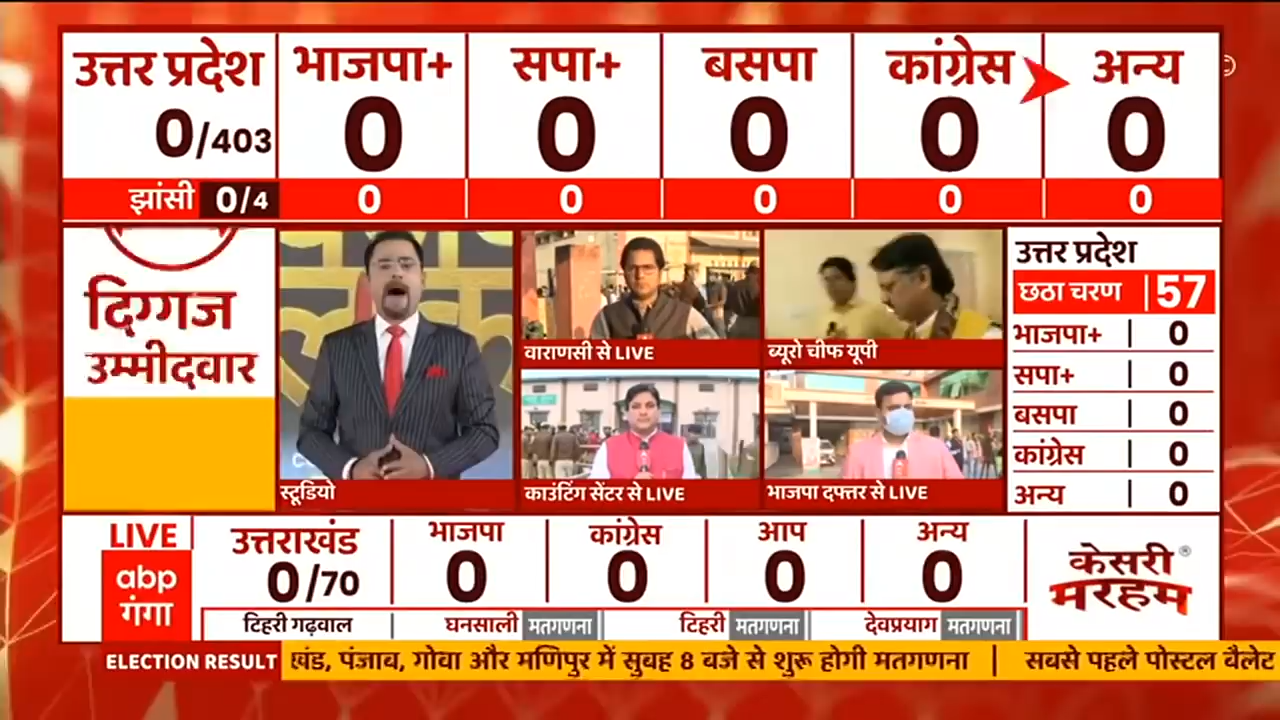 उत्तर प्रदेश
0/403
भाजपा+
0
सपा+
0
बसपा
0
कांग्रेस
0
अन्य
0
झांसी 0/4 0 0 0 0 0
दिग्गज
उम्मीदवार
स्टूडियो
वाराणसी से LIVE
ब्यूरो चीफ यूपी
काउंटिंग सेंटर से LIVE
भाजपा दफ्तर से LIVE
उत्तर प्रदेश
छठा चरण 57
भाजपा+ 0
सपा+ 0
बसपा 0
कांग्रेस 0
अन्य 0
LIVE
abp
गंगा
उत्तराखंड
0/70
भाजपा
0
कांग्रेस
0
आप
0
अन्य
0
टिहरी गढ़वाल घनसाली मतगणना टिहरी मतगणना देवप्रयाग मतगणना
केसरी®
मरहम
ELECTION RESULT खंड, पंजाब, गोवा और मणिपुर में सुबह 8 बजे से शुरू होगी मतगणना | सबसे पहले पोस्टल बैलेट